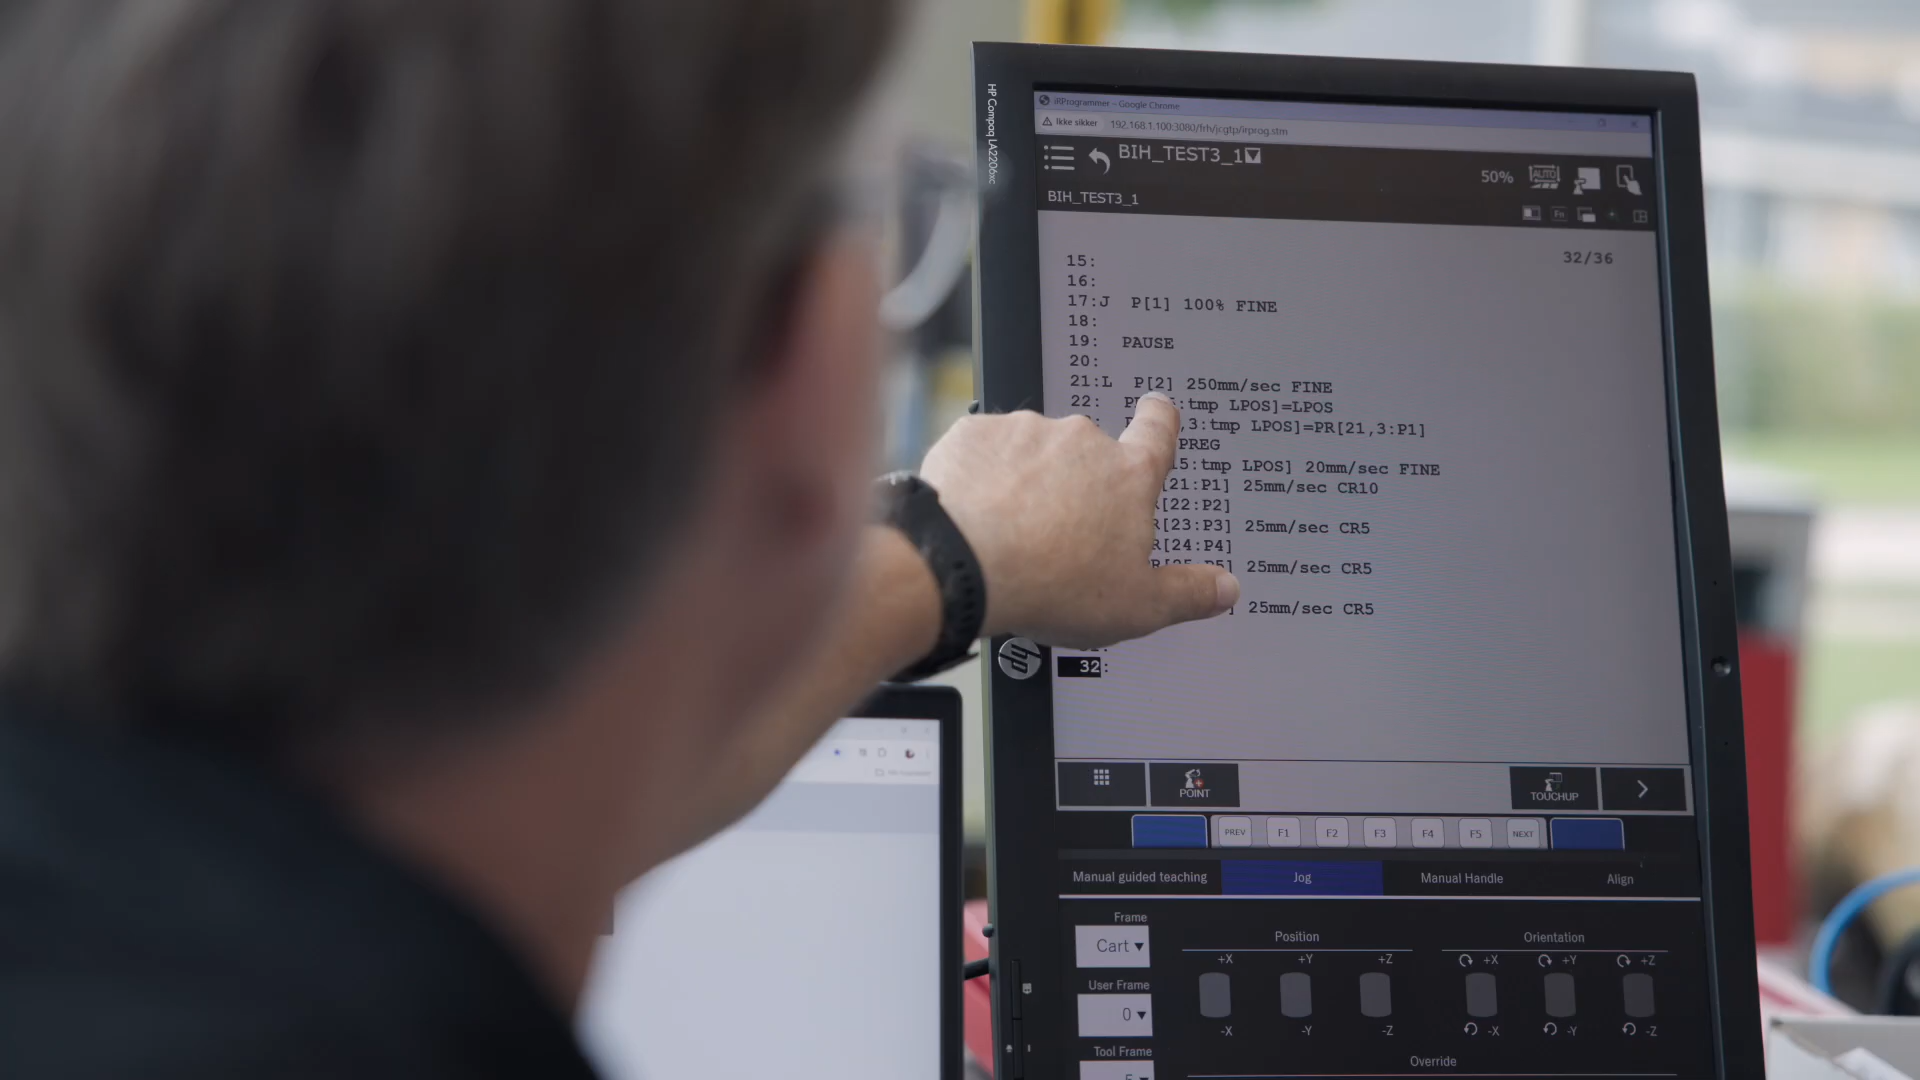 HP Compaq LA2206xc
iRProgrammer - Google Chrome
Ikke sikker 192.168.1.100:3080/frh/jcgtp/irprog.stm
BIH_TEST3_1
50% AUTO
BIH_TEST3_1
Fn
32/36
15:
16:
17:J P[1] 100% FINE
18:
19: PAUSE
20:
21:L P[2] 250mm/sec FINE
22: :tmp LPOS]=LPOS
,3:tmp LPOS]=PR[21,3:P1]
PREG
15:tmp LPOS] 20mm/sec FINE
[21:P1] 25mm/sec CR10
[22:P2]
R[23:P3] 25mm/sec CR5
R[24:P4]
25mm/sec CR5
] 25mm/sec CR5
32:
hp
POINT
TOUCHUP
PREV F1 F2 F3 F4 F5 NEXT
Manual guided teaching Jog Manual Handle Align
Frame
Cart
Position
Orientation
+X +Y +Z +X +Y +Z
User Frame
0
-X -Y -Z -X -Y -Z
Tool Frame
Override